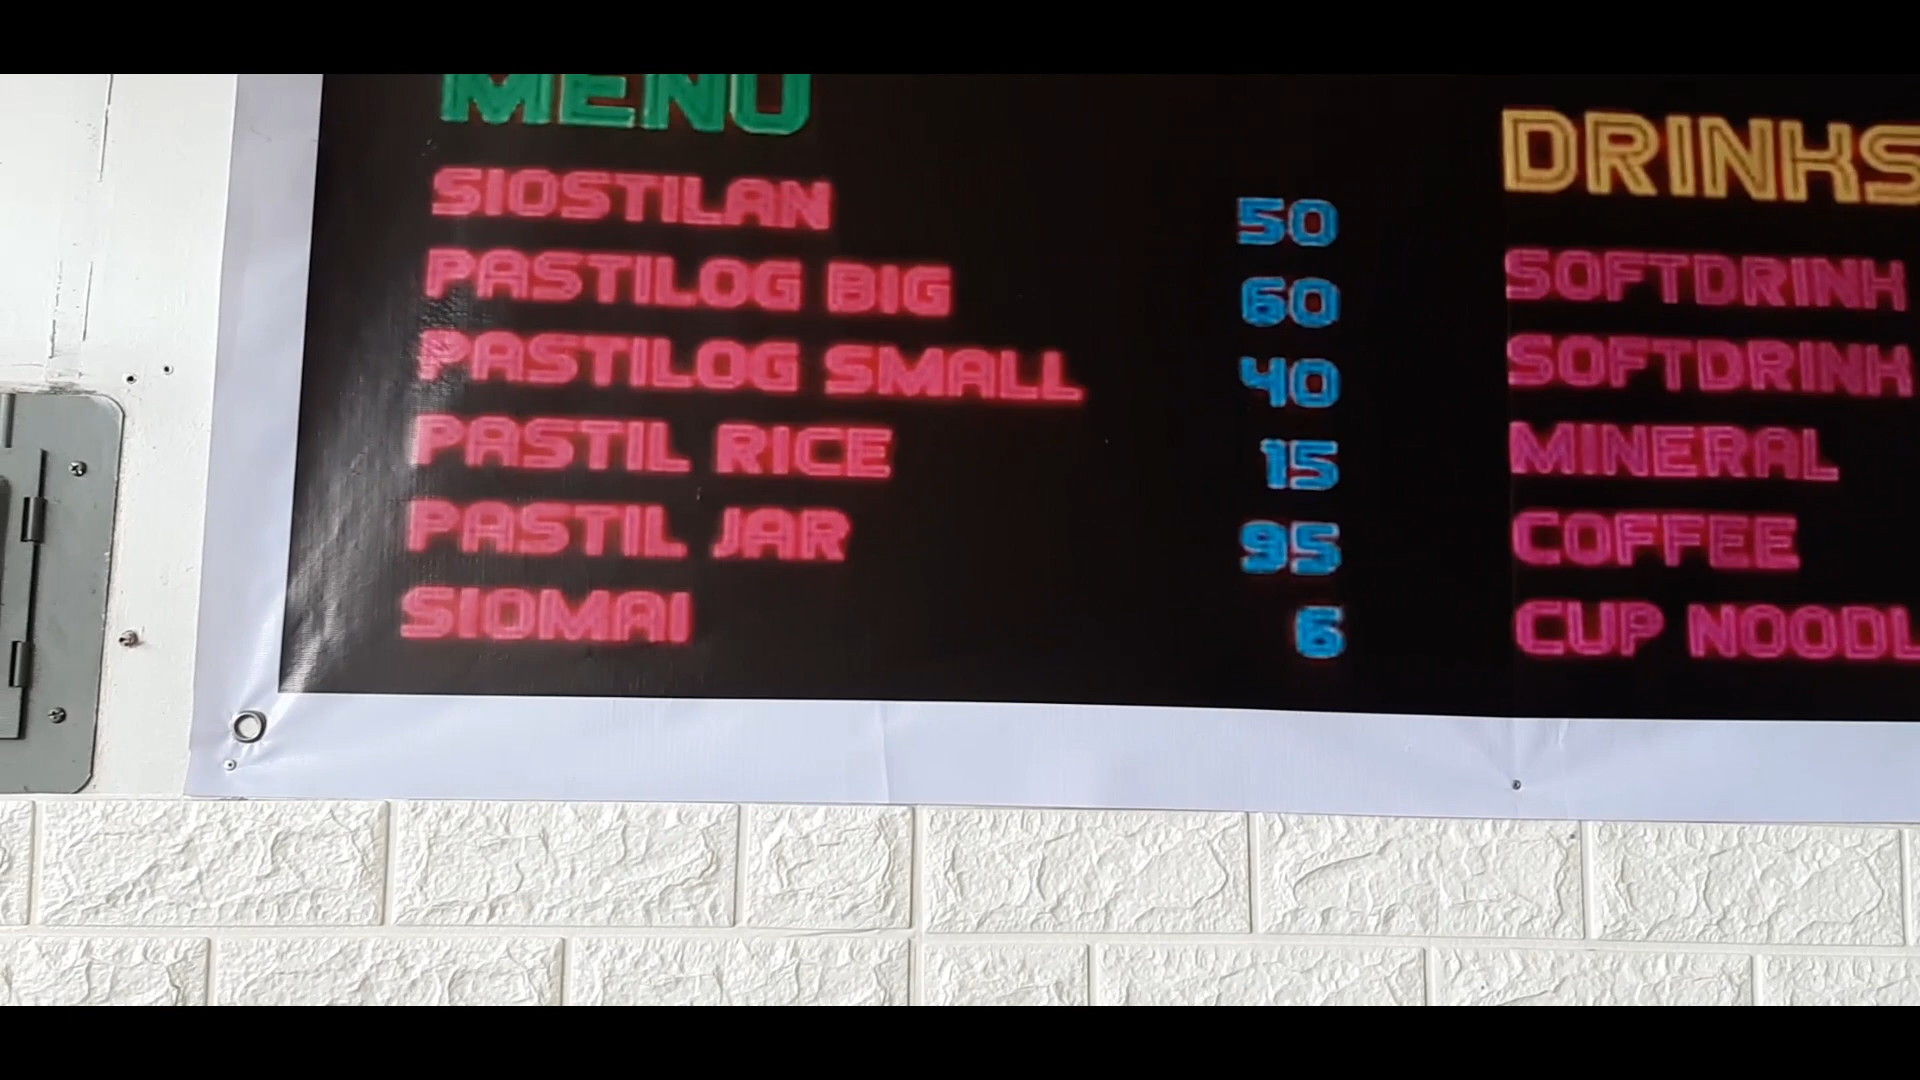 MENU
SIOSTILAN 50
PASTILOG BIG 60
PASTILOG SMALL 40
PASTIL RICE 15
PASTIL JAR 95
SIOMAI 6
DRINKS
SOFTDRINK
SOFTDRINK
MINERAL
COFFEE
CUP NOODL